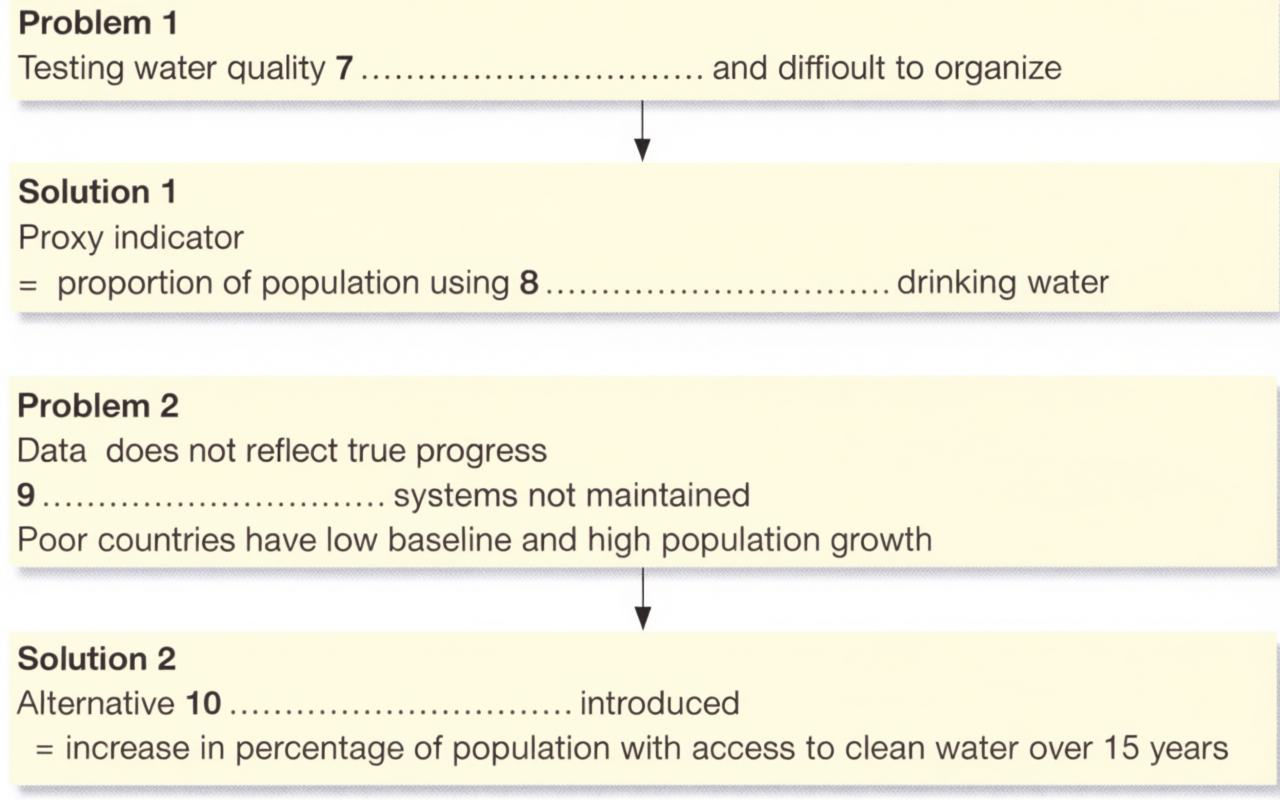 Problem 1
Testing water quality 7 .............................. and diffioult to organize
Solution 1
Proxy indicator
= proportion of population using 8 .............................. drinking water
Problem 2
Data does not reflect true progress
9 .............................. systems not maintained
Poor countries have low baseline and high population growth
Solution 2
Alternative 10 .............................. introduced
= increase in percentage of population with access to clean water over 15 years